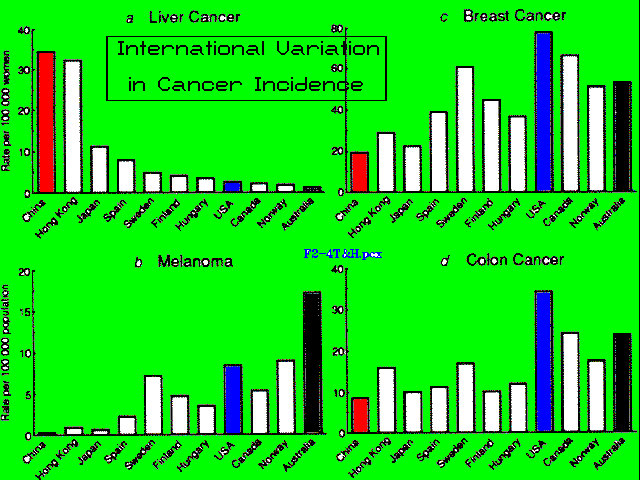 a Liver Cancer
c Breast Cancer
International Variation
in Cancer Incidence
Rate per 100 000 women
40
30
20
10
0
China
Hong Kong
Japan
Spain
Sweden
Finland
Hungary
USA
Canada
Norway
Australia
80
60
40
20
0
China
Hong Kong
Japan
Spain
Sweden
Finland
Hungary
USA
Canada
Norway
Australia
F2-4T&H.pcx
b Melanoma
d Colon Cancer
Rate per 100 000 population
20
15
10
5
0
China
Hong Kong
Japan
Spain
Sweden
Finland
Hungary
USA
Canada
Norway
Australia
40
30
20
10
0
China
Hong Kong
Japan
Spain
Sweden
Finland
Hungary
USA
Canada
Norway
Australia